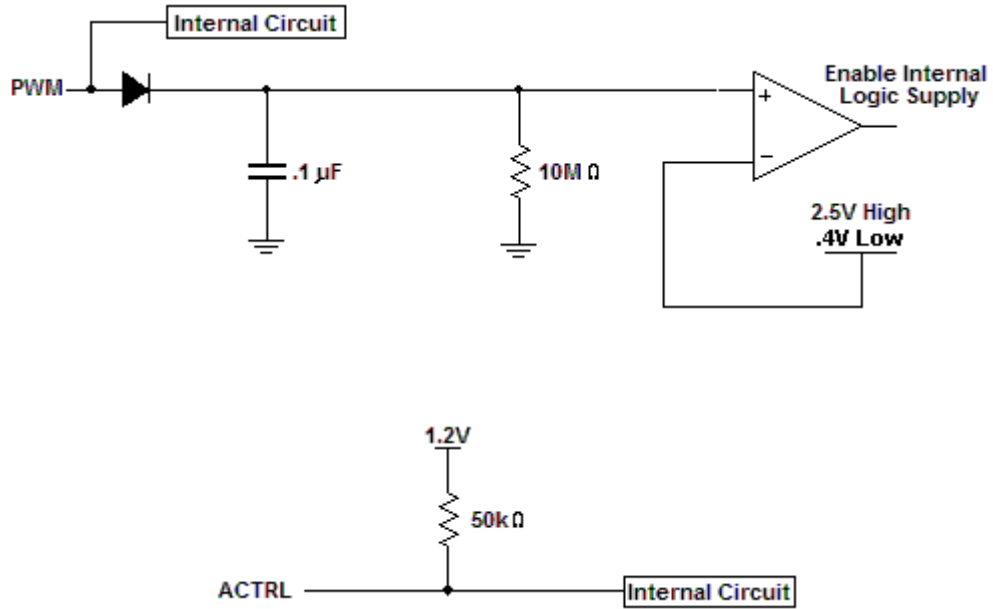 Internal Circuit
PWM
Enable Internal
Logic Supply
+
.1 µF
10M Ω
−
2.5V High
.4V Low
1.2V
50k Ω
ACTRL
Internal Circuit